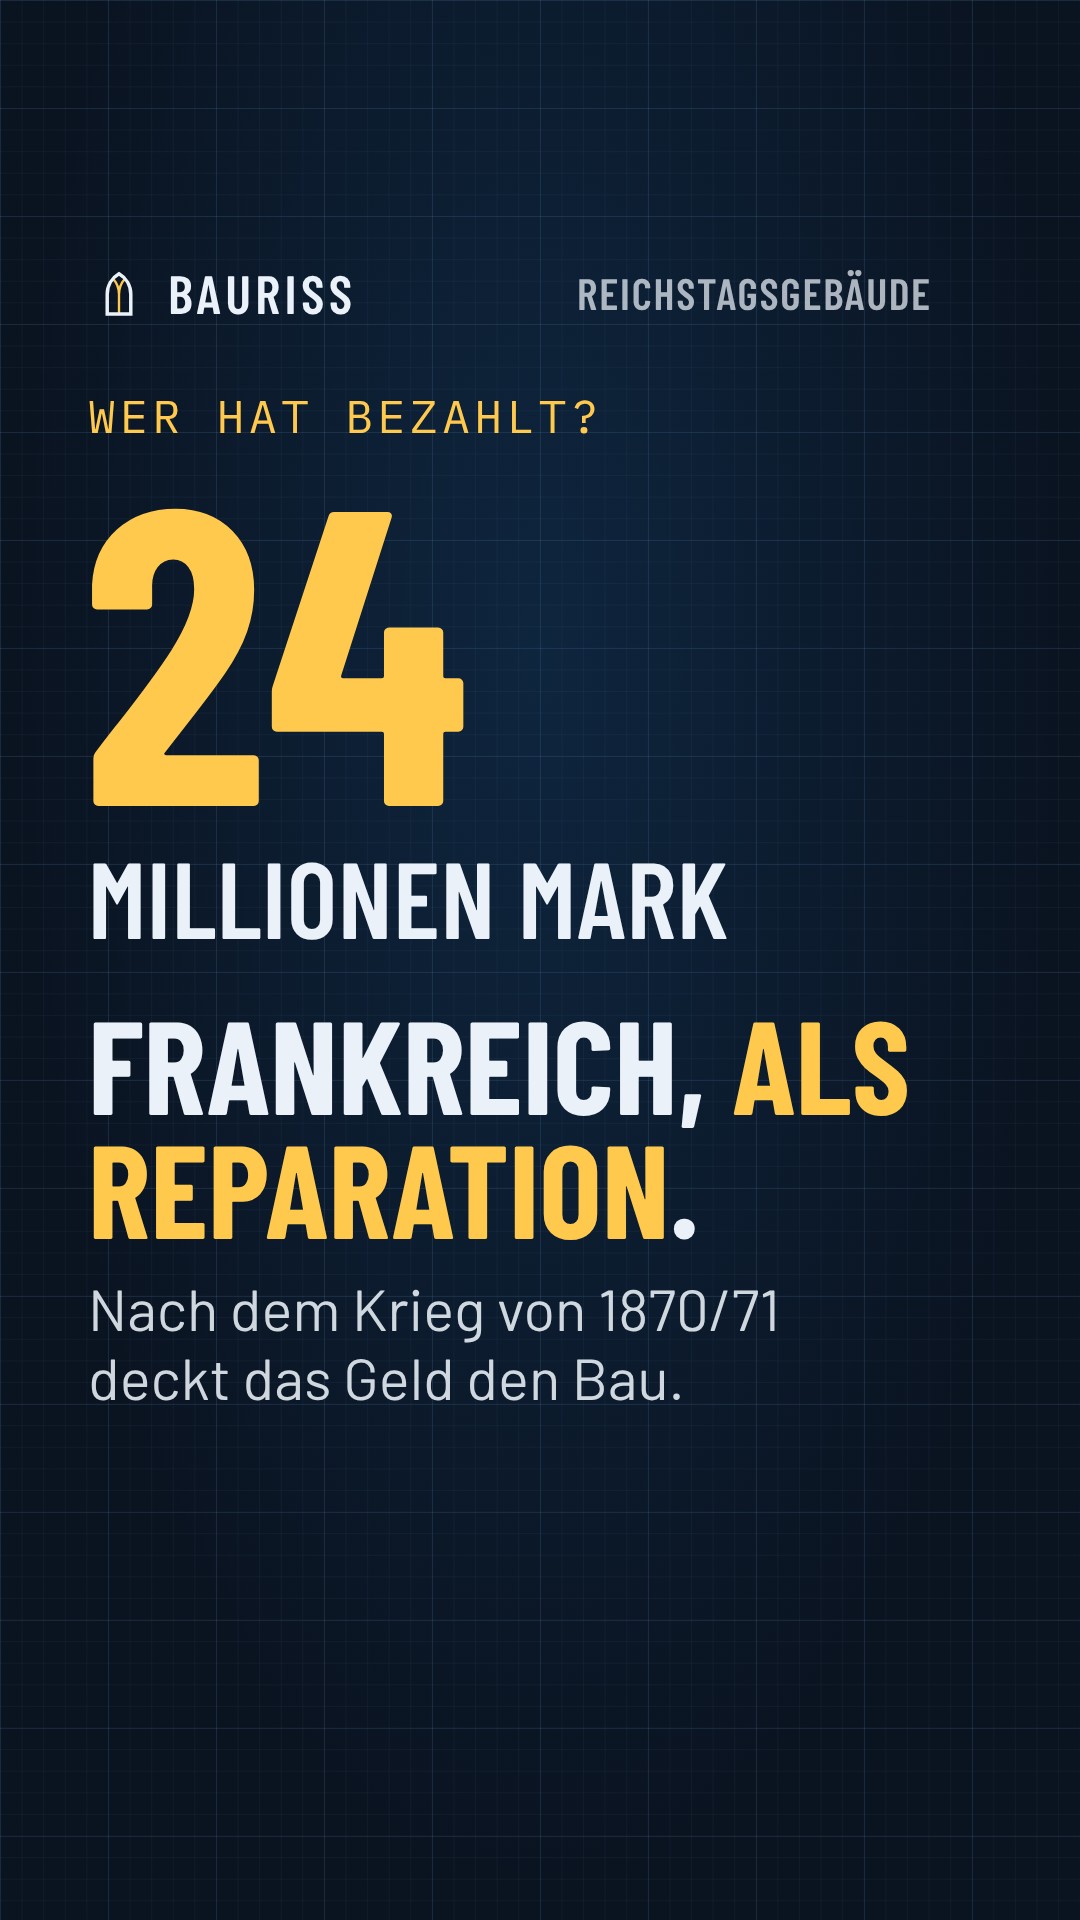 BAURISS
REICHSTAGSGEBÄUDE
WER HAT BEZAHLT?
24
MILLIONEN MARK
FRANKREICH, ALS
REPARATION.
Nach dem Krieg von 1870/71
deckt das Geld den Bau.